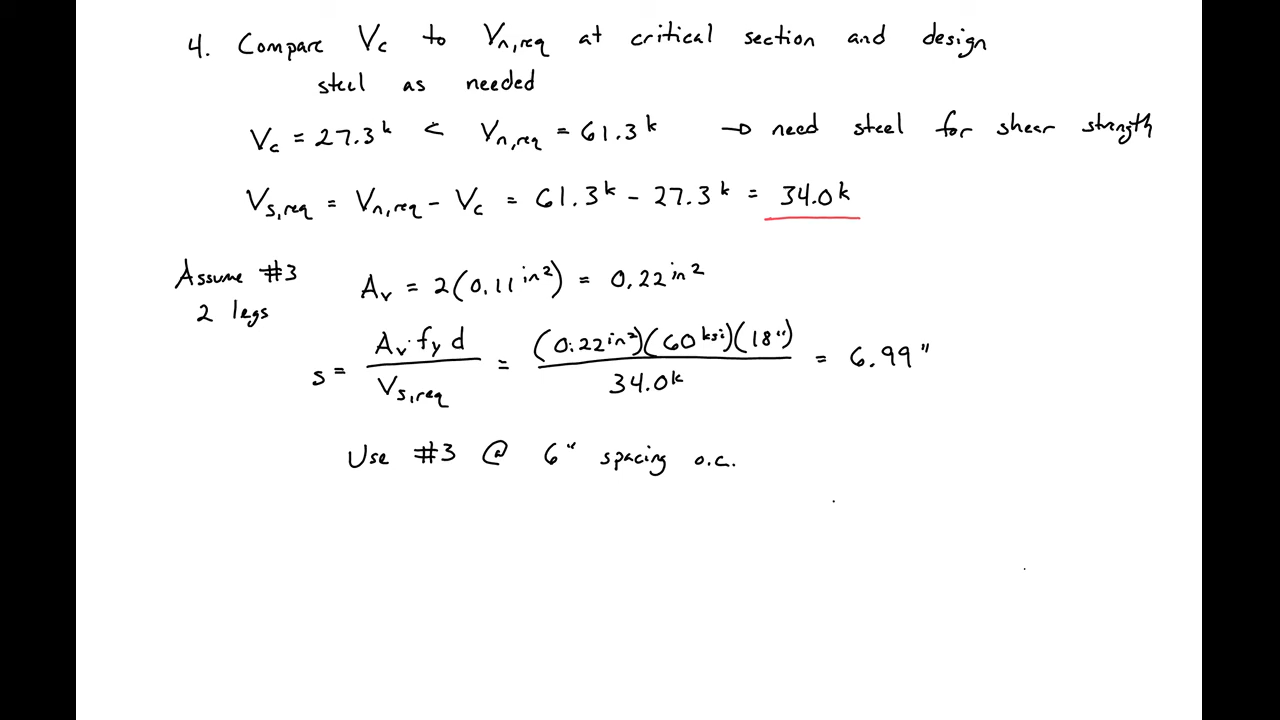 4. Compare Vc to Vn,req at critical section and design
steel as needed
Vc = 27.3k < Vn,req = 61.3k → need steel for shear strength
Vs,req = Vn,req - Vc = 61.3k - 27.3k = 34.0k
Assume #3
2 legs
Av = 2(0.11 in²) = 0.22 in²
s = Av·fy d / Vs,req = (0.22 in²)(60 ksi)(18") / 34.0k = 6.99"
Use #3 @ 6" spacing o.c.